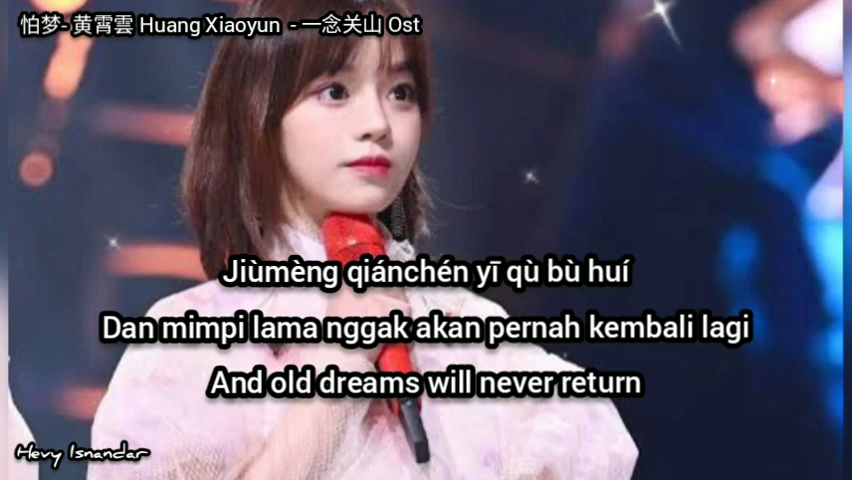 怕梦- 黄霄雲 Huang Xiaoyun - 一念关山 Ost
Jiùmèng qiánchén yī qù bù huí
Dan mimpi lama nggak akan pernah kembali lagi
And old dreams will never return
Hevy Isnandar